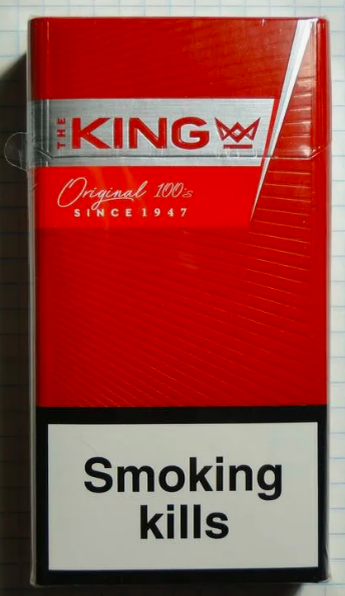 THE KING
Original 100's
SINCE 1947
Smoking
kills